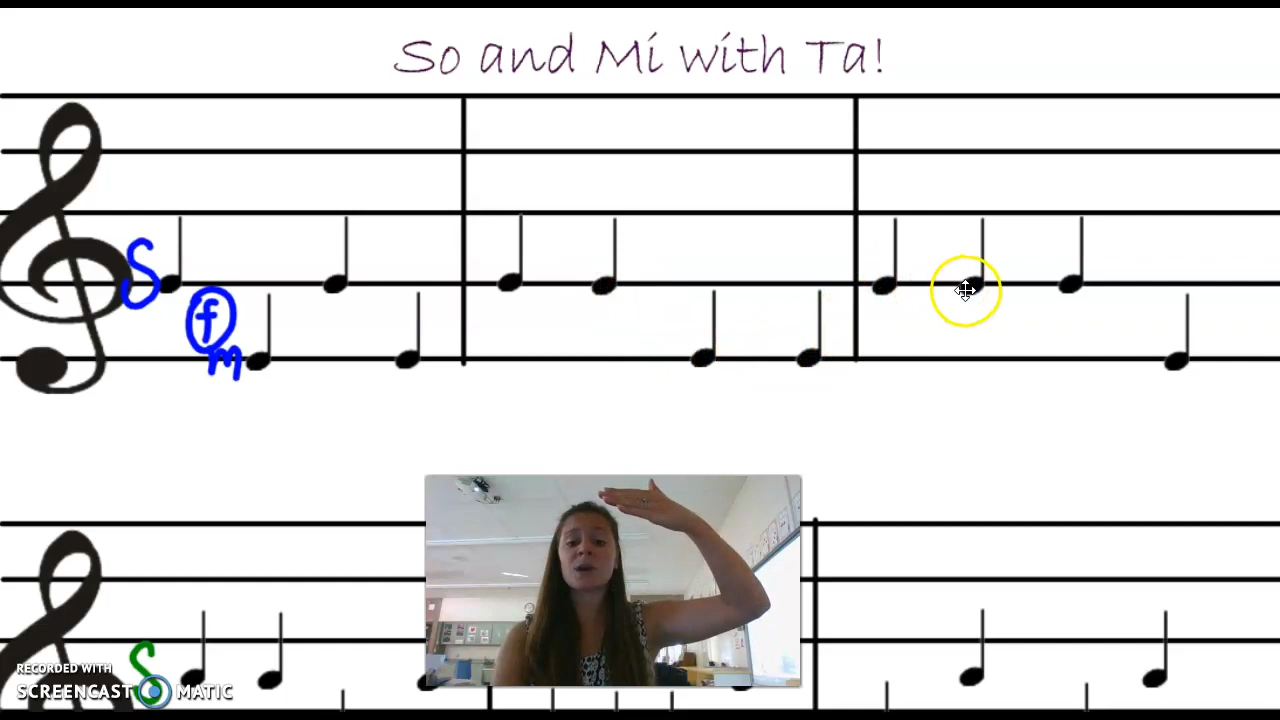 So and Mi with Ta!
S
f
m
S
RECORDED WITH
SCREENCAST MATIC